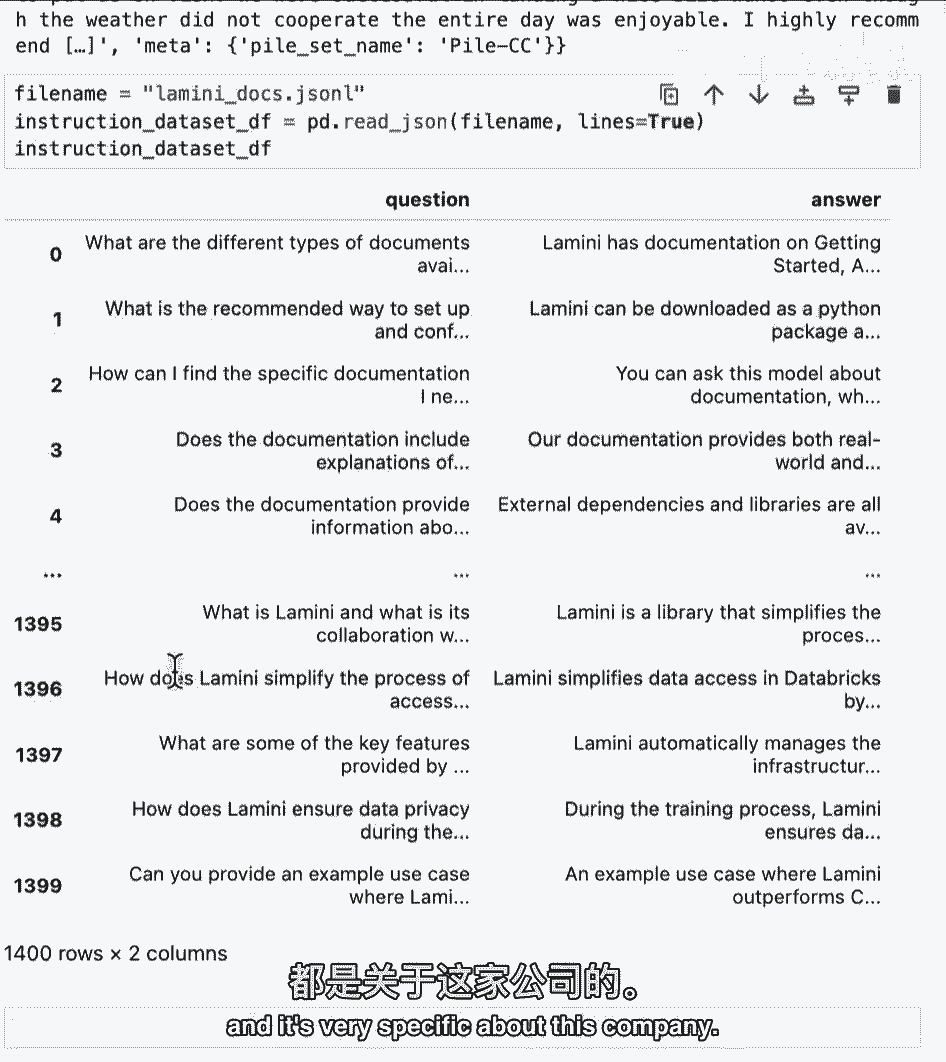 h the weather did not cooperate the entire day was enjoyable. I highly recomm
end […]', 'meta': {'pile_set_name': 'Pile-CC'}}
filename = "lamini_docs.jsonl"
instruction_dataset_df = pd.read_json(filename, lines=True)
instruction_dataset_df
question answer
0 What are the different types of documents avai... Lamini has documentation on Getting Started, A...
1 What is the recommended way to set up and conf... Lamini can be downloaded as a python package a...
2 How can I find the specific documentation I ne... You can ask this model about documentation, wh...
3 Does the documentation include explanations of... Our documentation provides both real-world and...
4 Does the documentation provide information abo... External dependencies and libraries are all av...
... ... ...
1395 What is Lamini and what is its collaboration w... Lamini is a library that simplifies the proces...
1396 How does Lamini simplify the process of access... Lamini simplifies data access in Databricks by...
1397 What are some of the key features provided by ... Lamini automatically manages the infrastructur...
1398 How does Lamini ensure data privacy during the... During the training process, Lamini ensures da...
1399 Can you provide an example use case where Lami... An example use case where Lamini outperforms C...
1400 rows × 2 columns
都是关于这家公司的。
and it's very specific about this company.